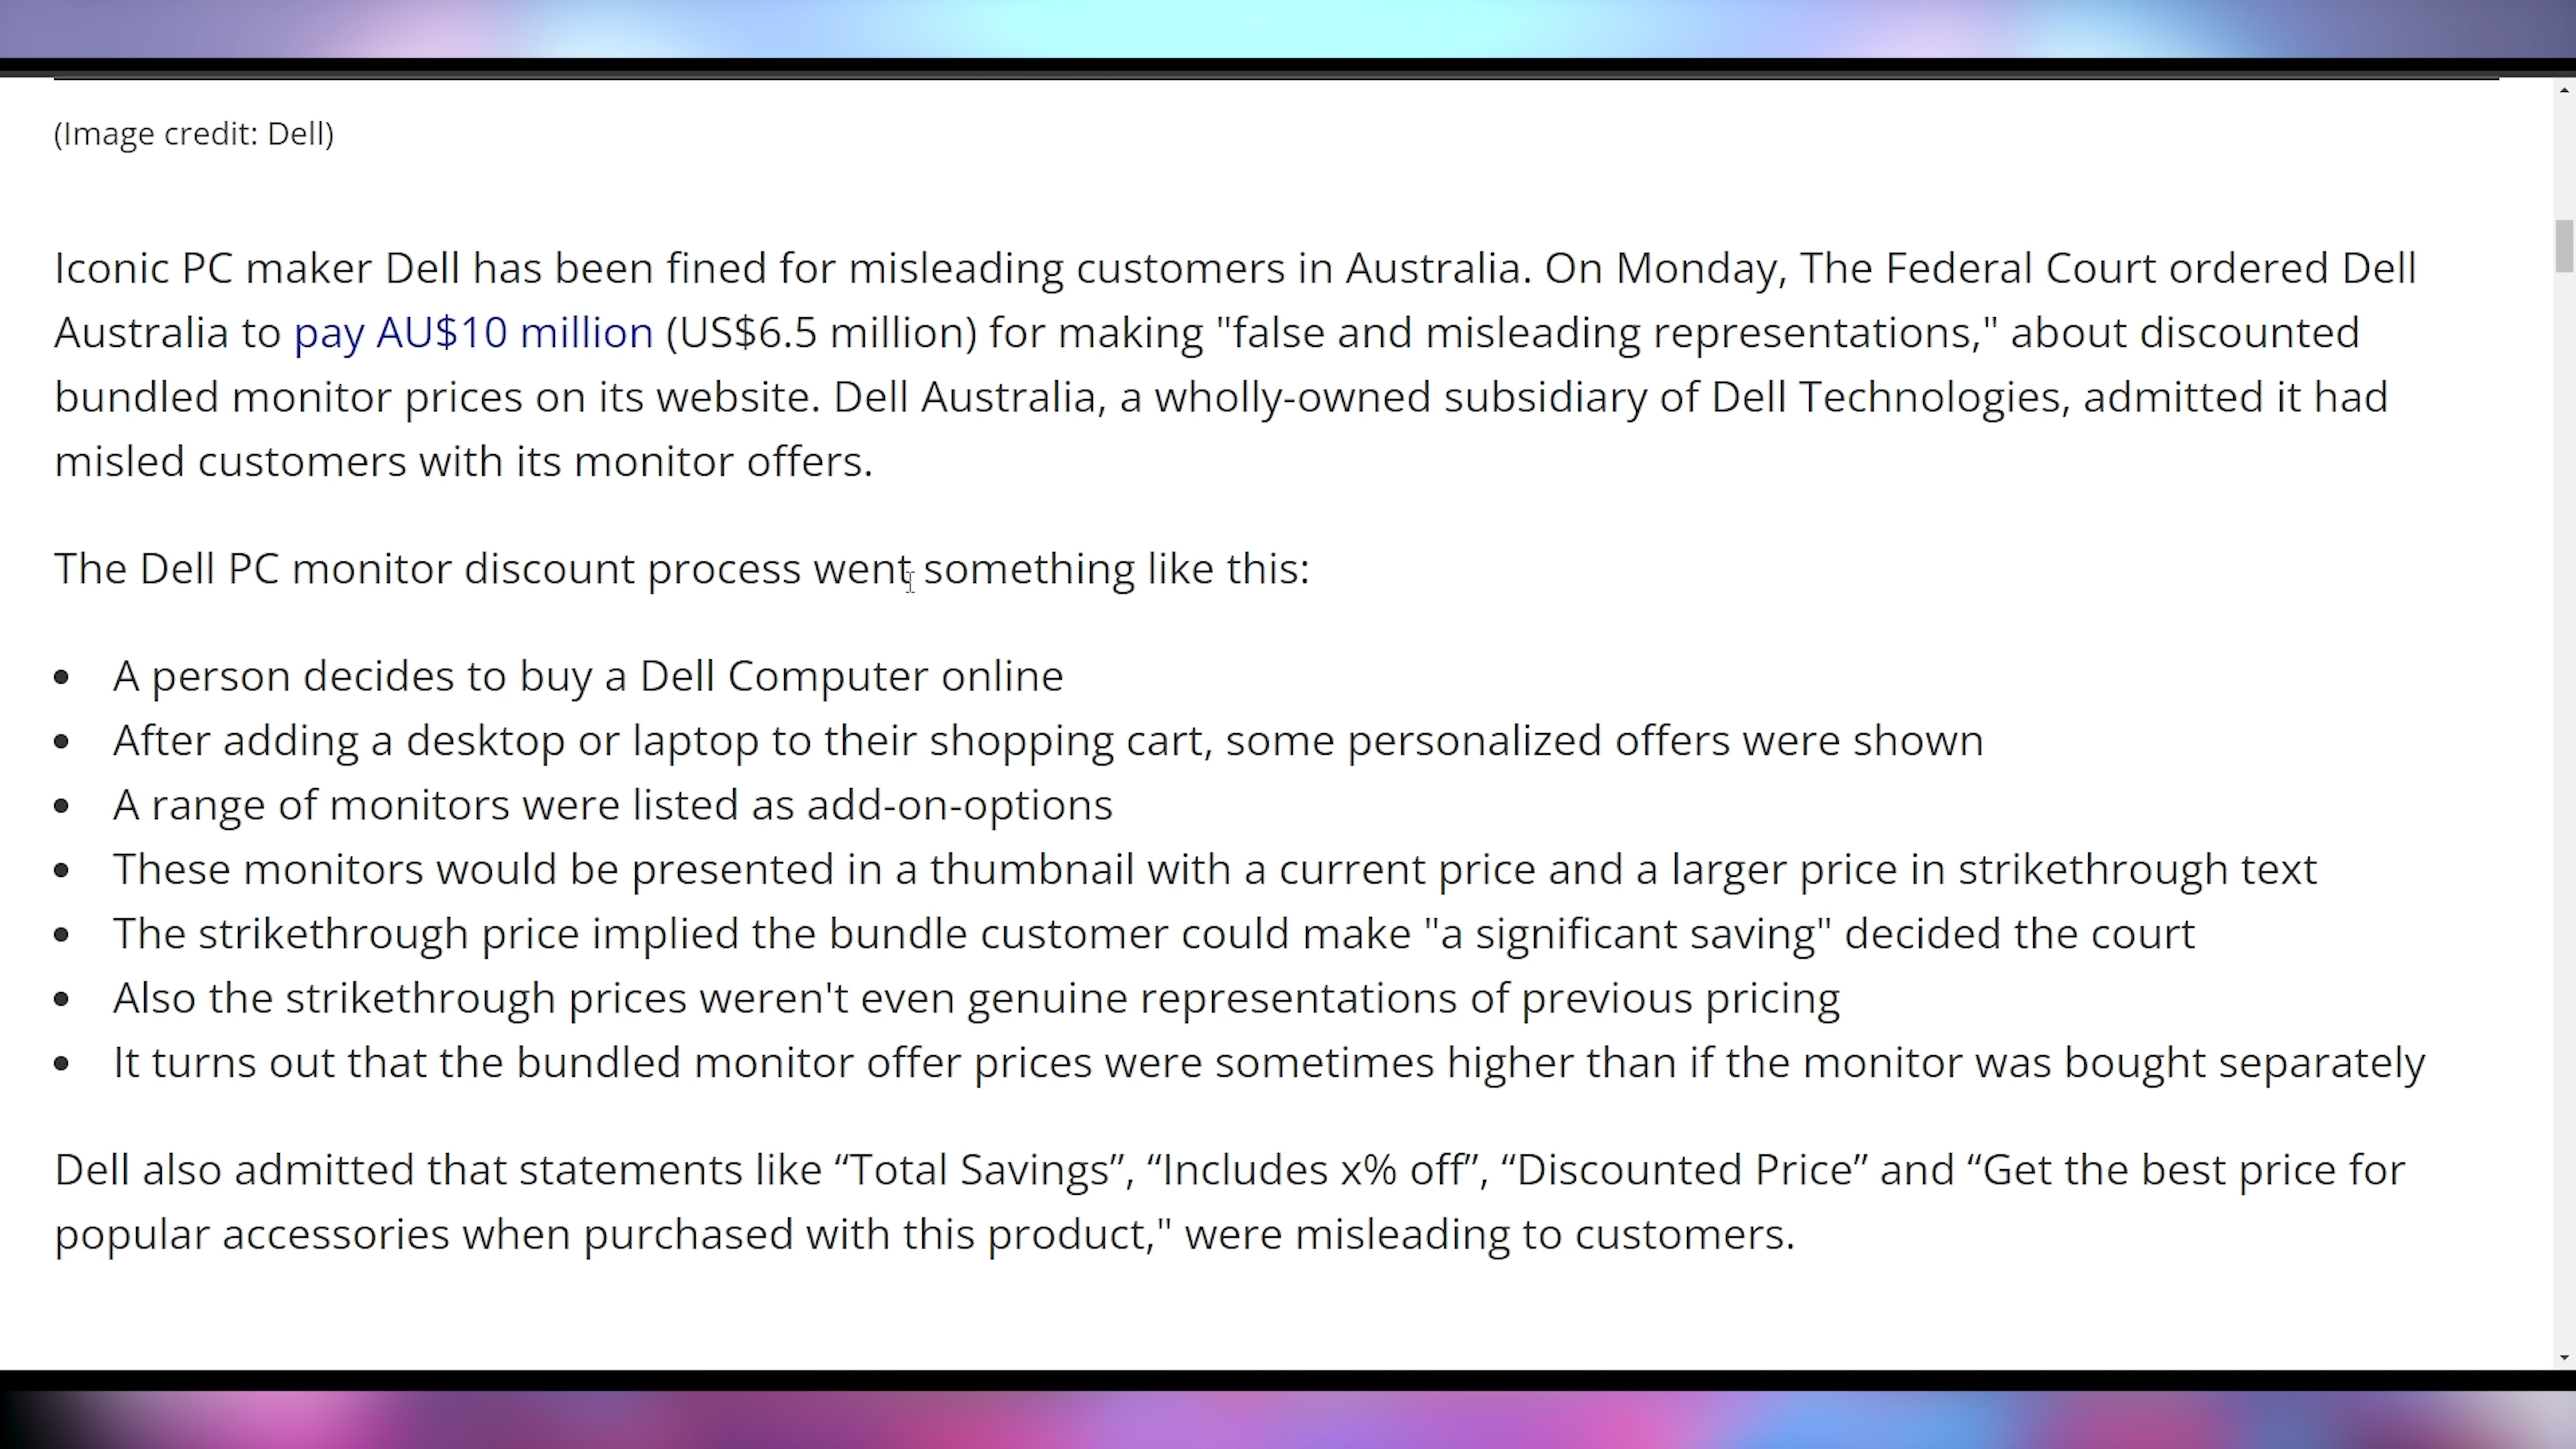 (Image credit: Dell)
Iconic PC maker Dell has been fined for misleading customers in Australia. On Monday, The Federal Court ordered Dell
Australia to pay AU$10 million (US$6.5 million) for making "false and misleading representations," about discounted
bundled monitor prices on its website. Dell Australia, a wholly-owned subsidiary of Dell Technologies, admitted it had
misled customers with its monitor offers.
The Dell PC monitor discount process went something like this:
• A person decides to buy a Dell Computer online
• After adding a desktop or laptop to their shopping cart, some personalized offers were shown
• A range of monitors were listed as add-on-options
• These monitors would be presented in a thumbnail with a current price and a larger price in strikethrough text
• The strikethrough price implied the bundle customer could make "a significant saving" decided the court
• Also the strikethrough prices weren't even genuine representations of previous pricing
• It turns out that the bundled monitor offer prices were sometimes higher than if the monitor was bought separately
Dell also admitted that statements like “Total Savings”, “Includes x% off”, “Discounted Price” and “Get the best price for
popular accessories when purchased with this product," were misleading to customers.